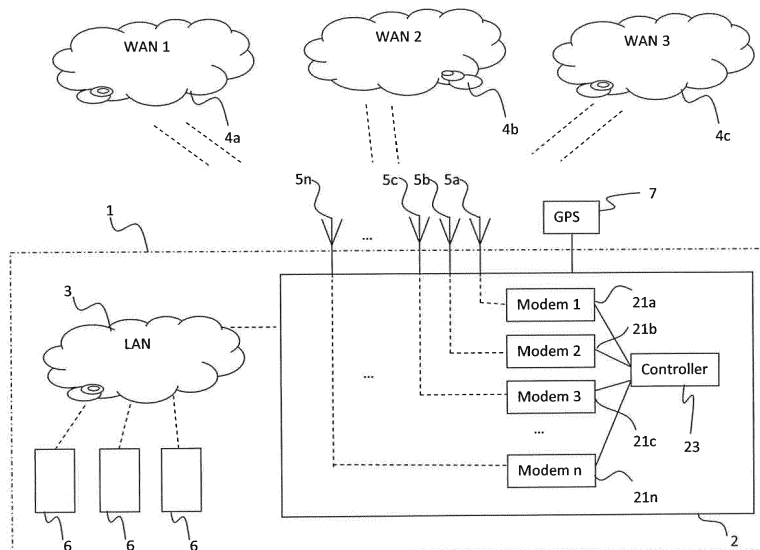 WAN 1
WAN 2
WAN 3
4a
4b
4c
5n
5c
5b
5a
7
GPS
...
1
3
LAN
Modem 1
21a
Modem 2
21b
...
Controller
Modem 3
21c
23
...
Modem n
21n
6
6
6
2